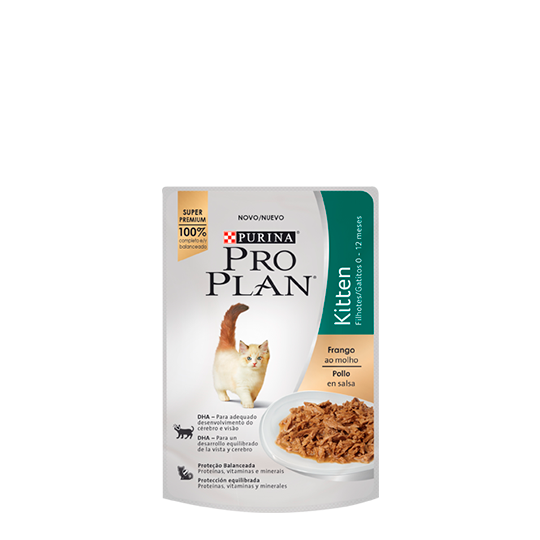 SUPER
PREMIUM
100%
completo e/y
balanceado
NOVO/NUEVO
PURINA®
PRO
PLAN®
Kitten
Filhotes/Gatitos 0 - 12 meses
Frango
ao molho
Pollo
en salsa
DHA – Para adequado
desenvolvimento do
cérebro e visão
DHA – Para un
desarrollo equilibrado
de la vista y cerebro
Proteção Balanceada
Proteínas, vitaminas e minerais
Protección equilibrada
Proteínas, vitaminas y minerales